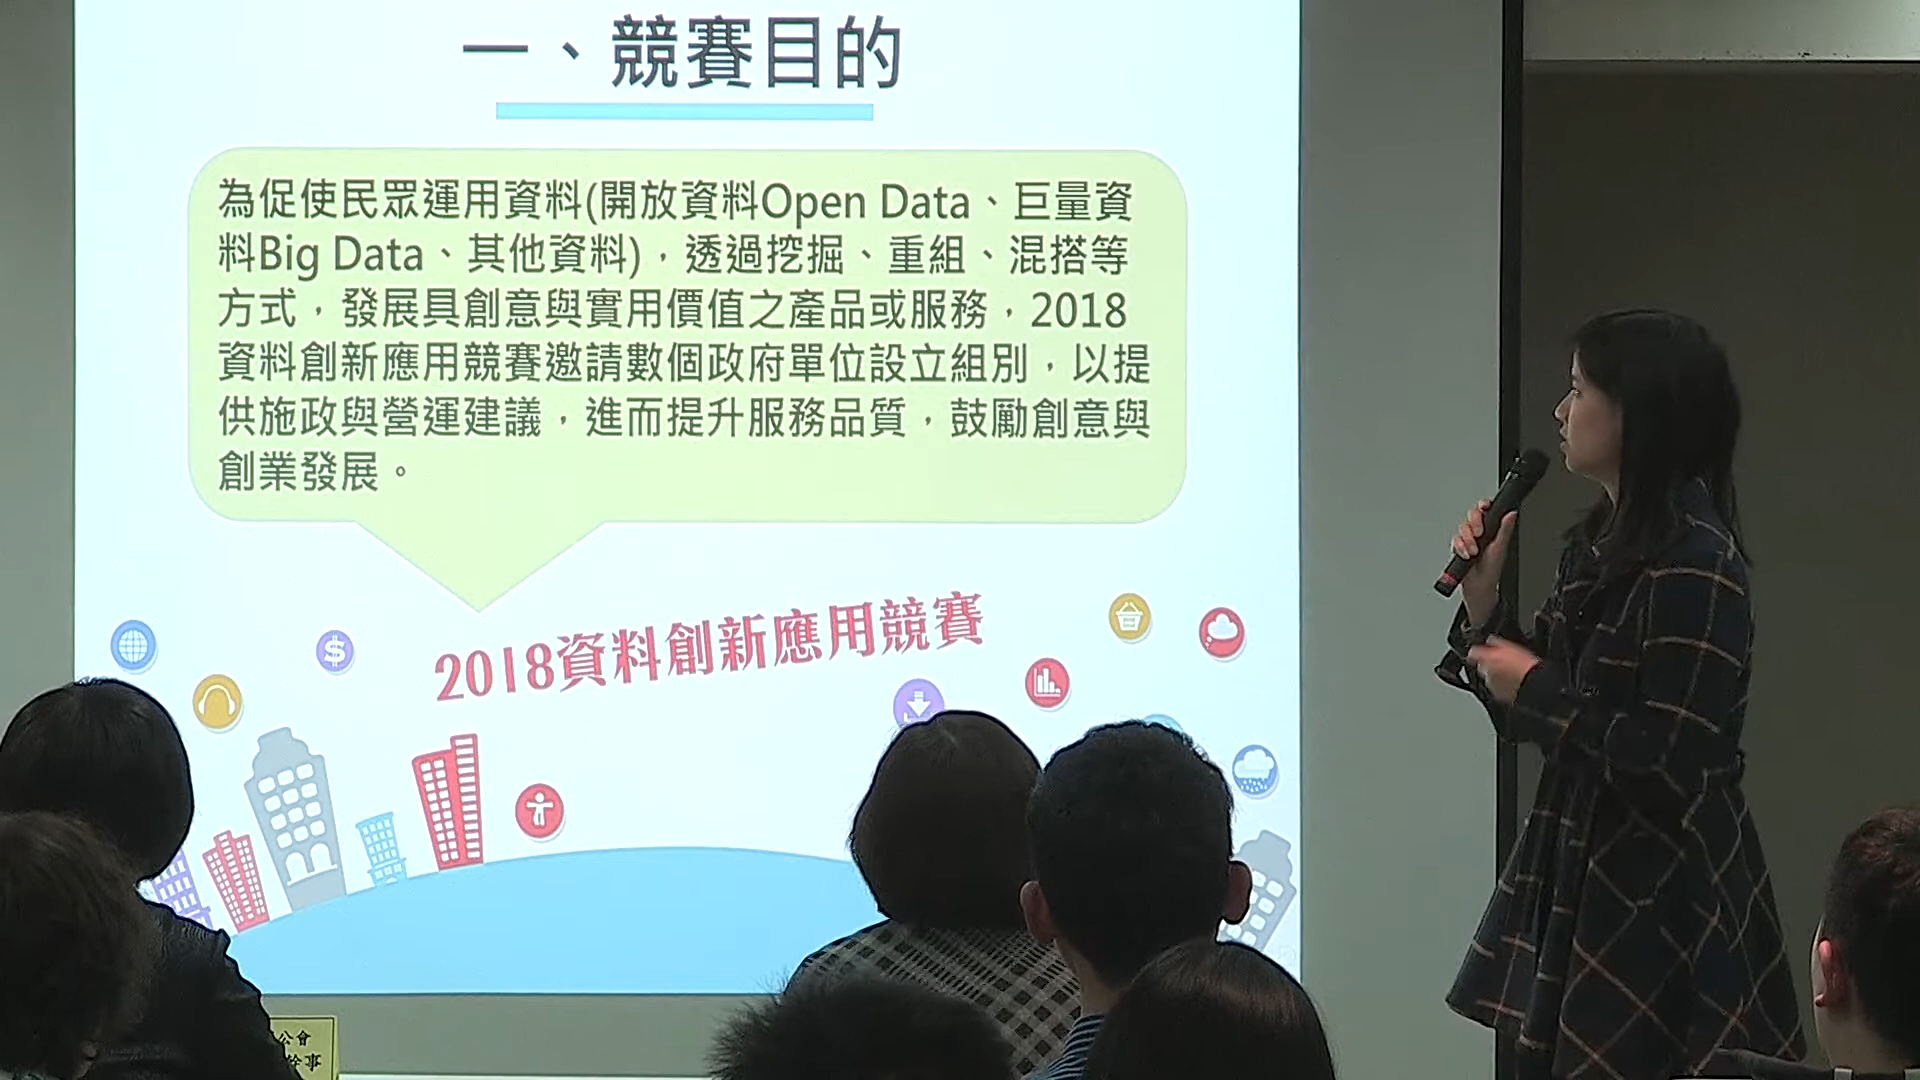 一、競賽目的
為促使民眾運用資料(開放資料Open Data、巨量資
料Big Data、其他資料)，透過挖掘、重組、混搭等
方式，發展具創意與實用價值之產品或服務，2018
資料創新應用競賽邀請數個政府單位設立組別，以提
供施政與營運建議，進而提升服務品質，鼓勵創意與
創業發展。
2018資料創新應用競賽
公會
幹事